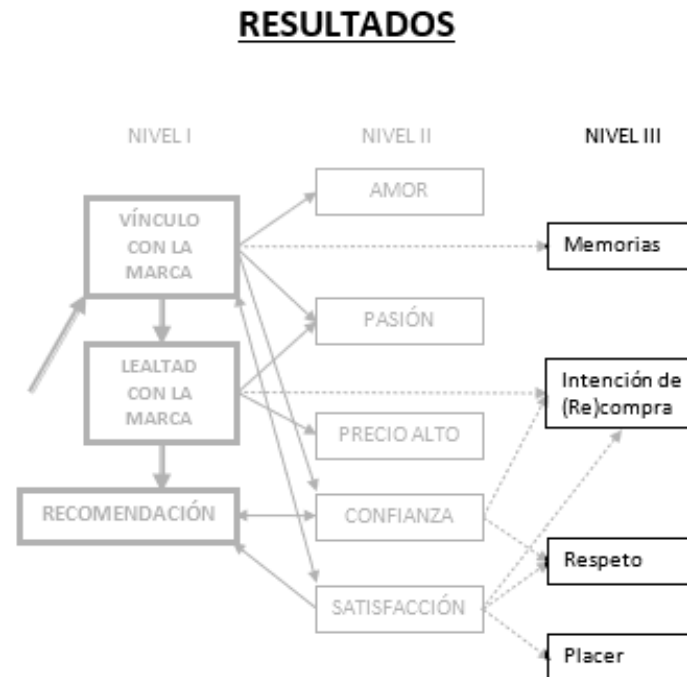 RESULTADOS
NIVEL I
NIVEL II
NIVEL III
AMOR
VÍNCULO
CON LA
MARCA
Memorias
PASIÓN
LEALTAD
CON LA
MARCA
Intención de
(Re)compra
PRECIO ALTO
RECOMENDACIÓN
CONFIANZA
Respeto
SATISFACCIÓN
Placer